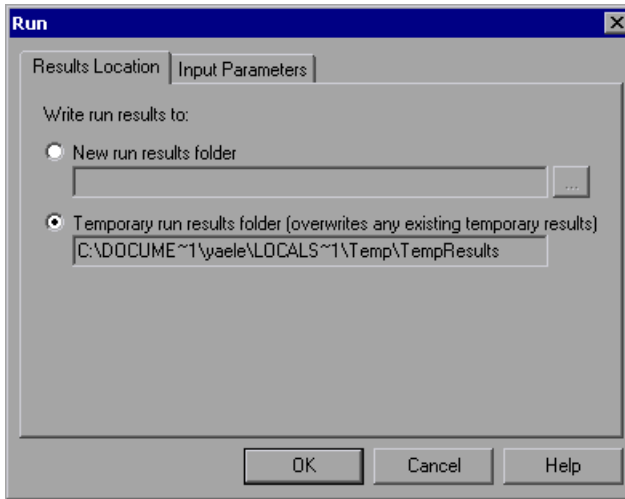 Run
Results Location Input Parameters
Write run results to:
New run results folder
...
Temporary run results folder (overwrites any existing temporary results)
C:\DOCUME~1\yaele\LOCALS~1\Temp\TempResults
OK Cancel Help